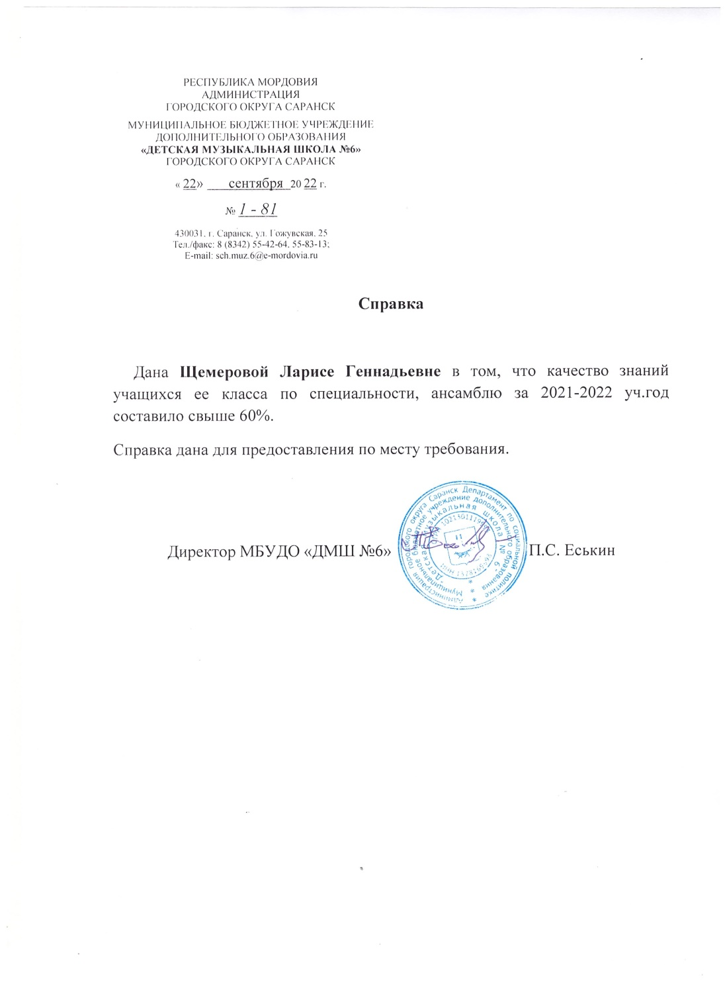 РЕСПУБЛИКА МОРДОВИЯ
АДМИНИСТРАЦИЯ
ГОРОДСКОГО ОКРУГА САРАНСК
МУНИЦИПАЛЬНОЕ БЮДЖЕТНОЕ УЧРЕЖДЕНИЕ
ДОПОЛНИТЕЛЬНОГО ОБРАЗОВАНИЯ
«ДЕТСКАЯ МУЗЫКАЛЬНАЯ ШКОЛА №6»
ГОРОДСКОГО ОКРУГА САРАНСК
« 22» сентября 20 22 г.
№ 1 - 81
430031, г. Саранск, ул. Гожувская, 25
Тел./факс: 8 (8342) 55-42-64, 55-83-13;
E-mail: sch.muz.6@e-mordovia.ru
Справка
Дана Щемеровой Ларисе Геннадьевне в том, что качество знаний
учащихся ее класса по специальности, ансамблю за 2021-2022 уч.год
составило свыше 60%.
Справка дана для предоставления по месту требования.
Администрация городского округа Саранск Департамент по социальной политике
Муниципальное бюджетное учреждение дополнительного образования
Детская музыкальная школа № 6
Директор МБУДО «ДМШ №6» П.С. Еськин